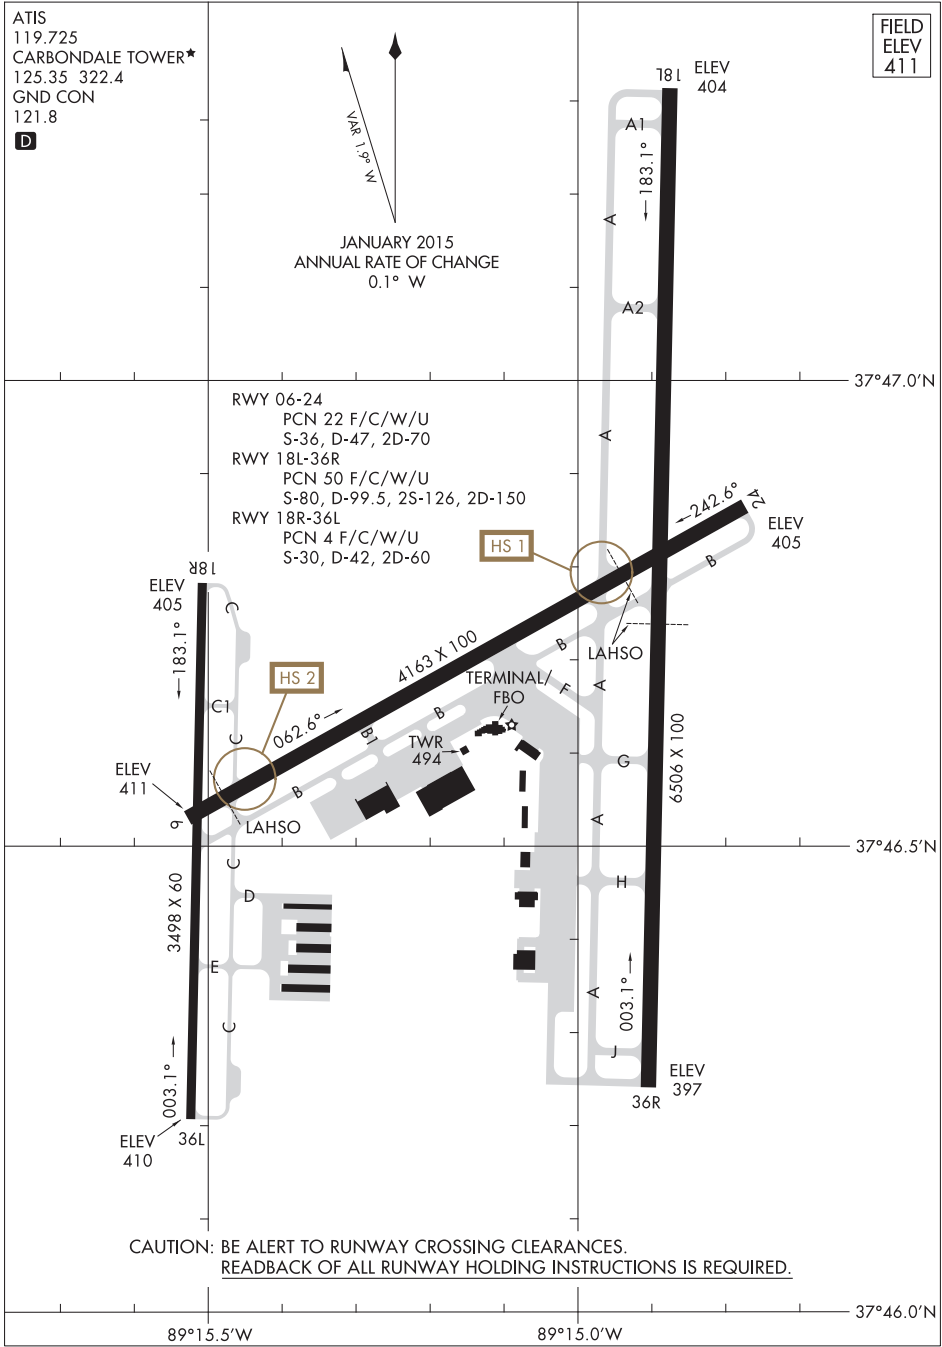 ATIS
119.725
CARBONDALE TOWER★
125.35 322.4
GND CON
121.8
D
FIELD
ELEV
411
VAR 1.9° W
JANUARY 2015
ANNUAL RATE OF CHANGE
0.1° W
18L
ELEV
404
A1
183.1°
A
A2
37°47.0'N
RWY 06-24
PCN 22 F/C/W/U
S-36, D-47, 2D-70
RWY 18L-36R
PCN 50 F/C/W/U
S-80, D-99.5, 2S-126, 2D-150
RWY 18R-36L
PCN 4 F/C/W/U
S-30, D-42, 2D-60
A
242.6°
24
ELEV
405
HS 1
B
18R
ELEV
405
C
183.1°
4163 X 100
B
LAHSO
HS 2
TERMINAL/
FBO
F
A
C1
062.6°
B
B1
C
TWR
494
6506 X 100
G
ELEV
411
B
A
6
LAHSO
37°46.5'N
C
D
H
3498 X 60
E
A
003.1°
C
J
003.1°
ELEV
397
36R
ELEV
410
36L
CAUTION: BE ALERT TO RUNWAY CROSSING CLEARANCES.
READBACK OF ALL RUNWAY HOLDING INSTRUCTIONS IS REQUIRED.
37°46.0'N
89°15.5'W
89°15.0'W